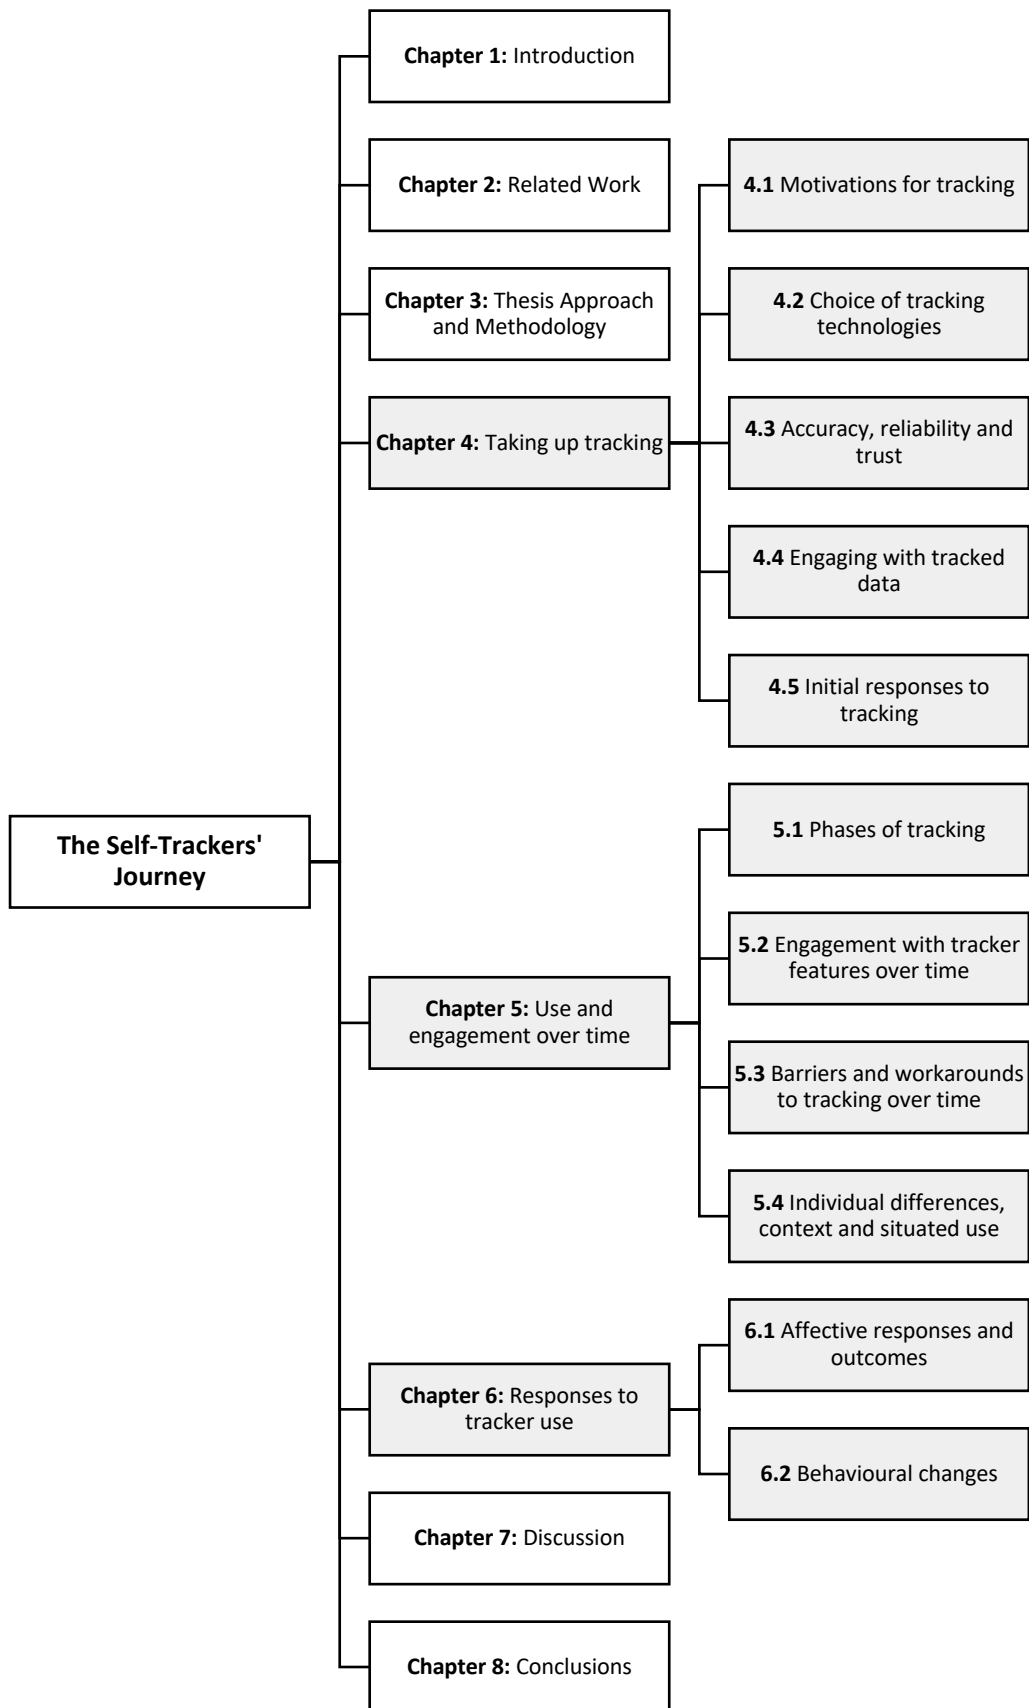 Chapter 1: Introduction
Chapter 2: Related Work
Chapter 3: Thesis Approach
and Methodology
Chapter 4: Taking up tracking
4.1 Motivations for tracking
4.2 Choice of tracking
technologies
4.3 Accuracy, reliability and
trust
4.4 Engaging with tracked
data
4.5 Initial responses to
tracking
The Self-Trackers'
Journey
Chapter 5: Use and
engagement over time
5.1 Phases of tracking
5.2 Engagement with tracker
features over time
5.3 Barriers and workarounds
to tracking over time
5.4 Individual differences,
context and situated use
Chapter 6: Responses to
tracker use
6.1 Affective responses and
outcomes
6.2 Behavioural changes
Chapter 7: Discussion
Chapter 8: Conclusions